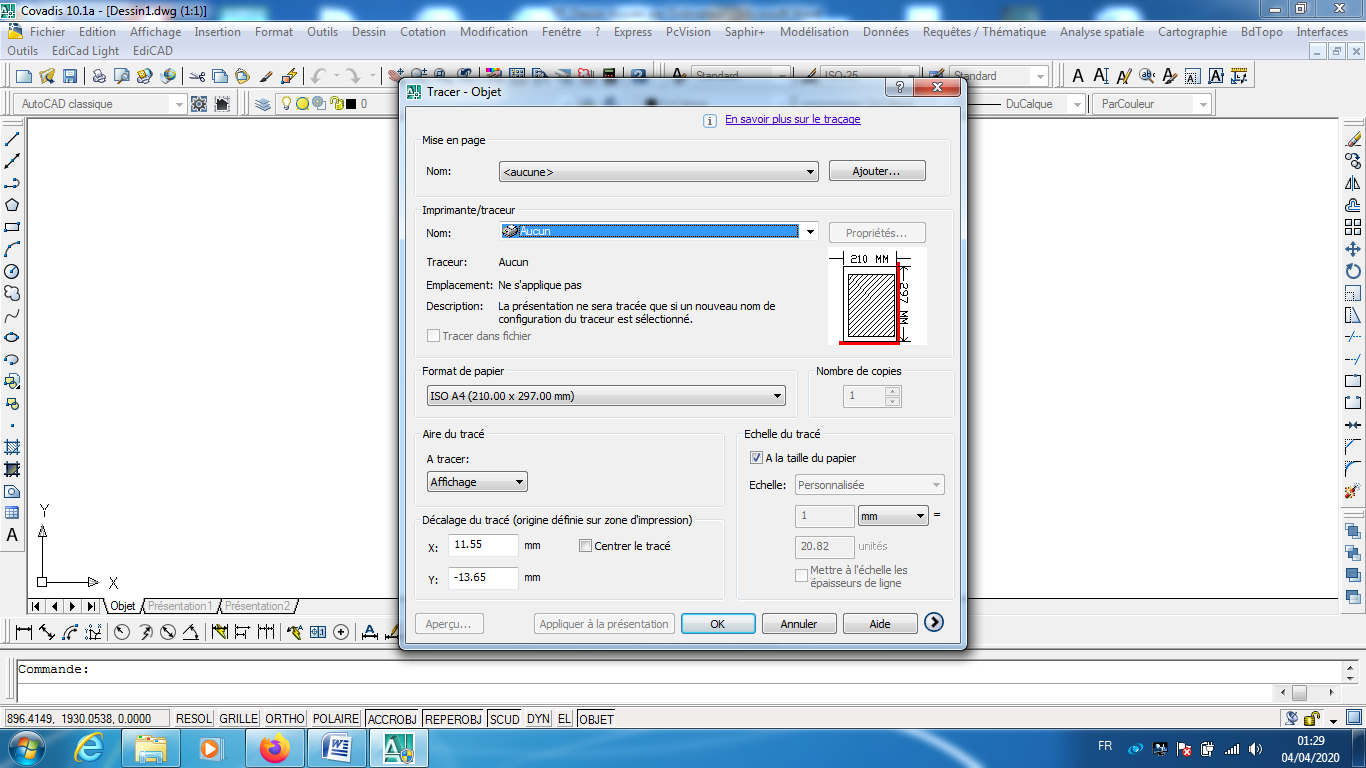 Covadis 10.1a - [Dessin1.dwg (1:1)]
Fichier Edition Affichage Insertion Format Outils Dessin Cotation Modification Fenêtre ? Express PcVision Saphir+ Modélisation Données Requêtes / Thématique Analyse spatiale Cartographie BdTopo Interfaces
Outils EdiCad Light EdiCAD
Standard ISO-25 Standard
AutoCAD classique 0 DuCalque ParCouleur
Tracer - Objet
En savoir plus sur le tracage
Mise en page
Nom: <aucune> Ajouter...
Imprimante/traceur
Nom: Aucun Propriétés...
Traceur: Aucun
Emplacement: Ne s'applique pas
Description: La présentation ne sera tracée que si un nouveau nom de
configuration du traceur est sélectionné.
Tracer dans fichier
210 MM
297 MM
Format de papier
ISO A4 (210.00 x 297.00 mm)
Nombre de copies
1
Aire du tracé
A tracer:
Affichage
Echelle du tracé
A la taille du papier
Echelle: Personnalisée
1 mm =
20.82 unités
Mettre à l'échelle les
épaisseurs de ligne
Décalage du tracé (origine définie sur zone d'impression)
X: 11.55 mm Centrer le tracé
Y: -13.65 mm
Aperçu... Appliquer à la présentation OK Annuler Aide
Y
X
Objet Présentation1 Présentation2
Commande:
896.4149, 1930.0538, 0.0000 RESOL GRILLE ORTHO POLAIRE ACCROBJ REPEROBJ SCUD DYN EL OBJET
FR 01:29
04/04/2020